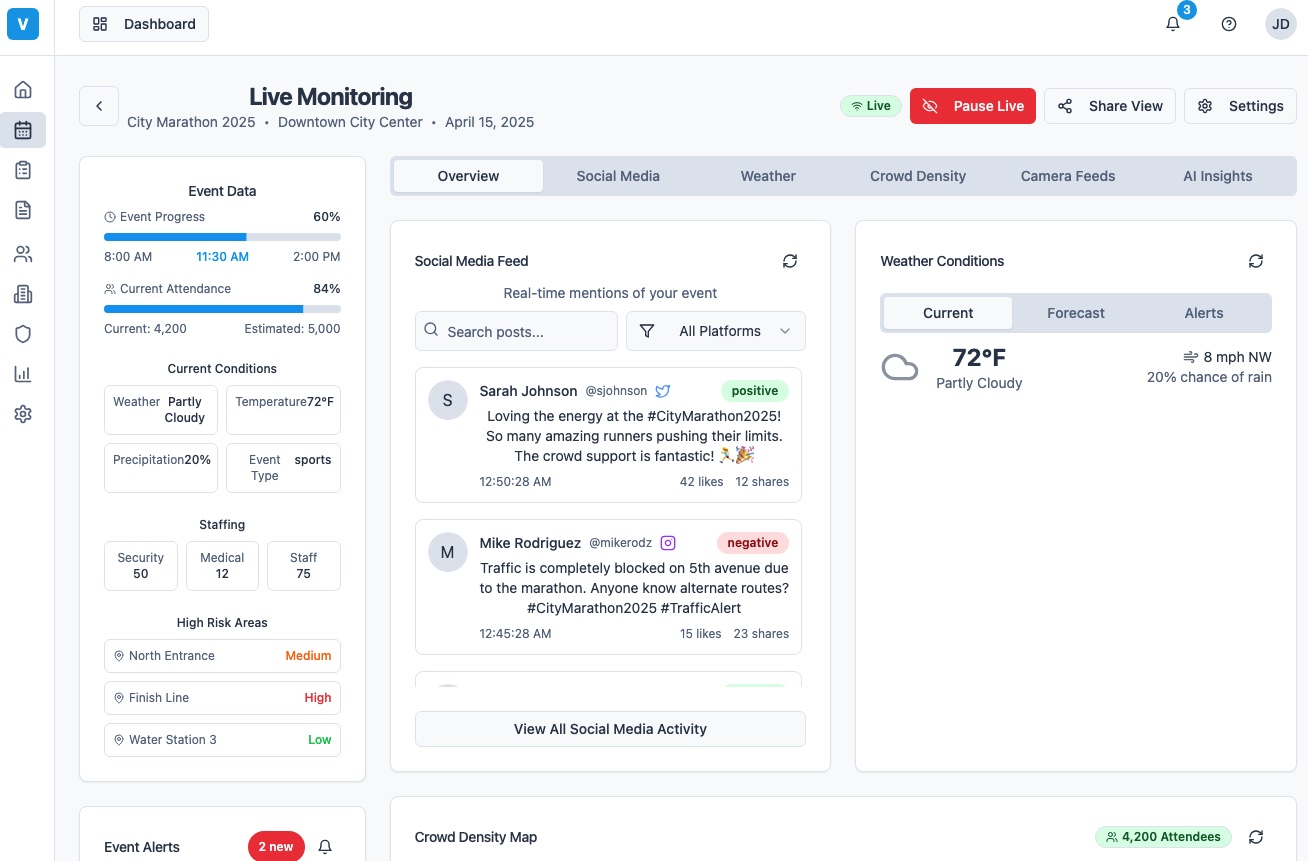 V
Dashboard
3
JD
Live Monitoring
City Marathon 2025 • Downtown City Center • April 15, 2025
Live
Pause Live
Share View
Settings
Event Data
Event Progress 60%
8:00 AM 11:30 AM 2:00 PM
Current Attendance 84%
Current: 4,200 Estimated: 5,000
Current Conditions
Weather Partly
Cloudy
Temperature 72°F
Precipitation 20%
Event
Type
sports
Staffing
Security
50
Medical
12
Staff
75
High Risk Areas
North Entrance Medium
Finish Line High
Water Station 3 Low
Event Alerts 2 new
Overview Social Media Weather Crowd Density Camera Feeds AI Insights
Social Media Feed
Real-time mentions of your event
Search posts...
All Platforms
S
Sarah Johnson @sjohnson positive
Loving the energy at the #CityMarathon2025!
So many amazing runners pushing their limits.
The crowd support is fantastic! 🏃🎉
12:50:28 AM 42 likes 12 shares
M
Mike Rodriguez @mikerodz negative
Traffic is completely blocked on 5th avenue due
to the marathon. Anyone know alternate routes?
#CityMarathon2025 #TrafficAlert
12:45:28 AM 15 likes 23 shares
View All Social Media Activity
Weather Conditions
Current Forecast Alerts
72°F
Partly Cloudy
8 mph NW
20% chance of rain
Crowd Density Map
4,200 Attendees